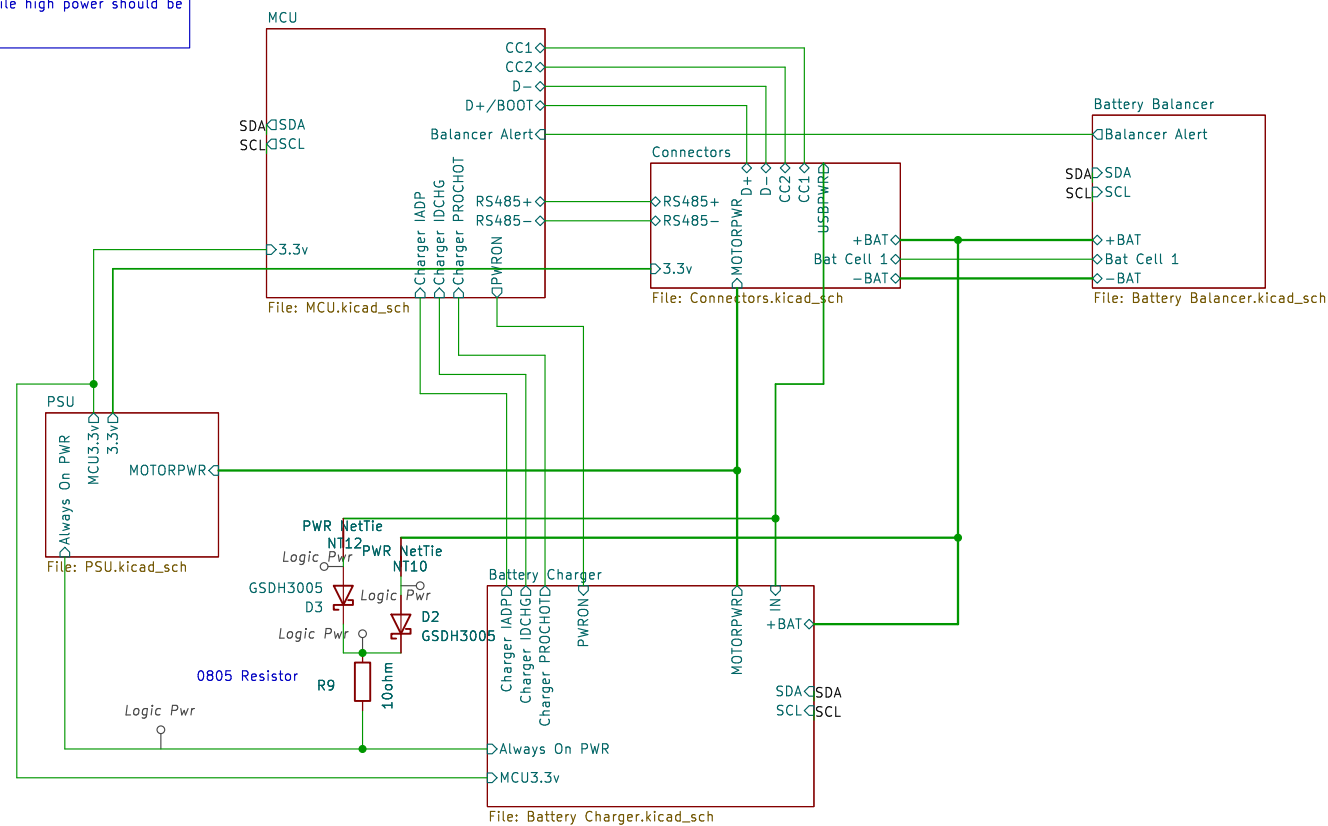 ile high power should be
MCU
CC1
CC2
D-
D+/BOOT
SDA SDA
SCL SCL
Balancer Alert
Charger IADP
Charger IDCHG
Charger PROCHOT
PWRON
RS485+
RS485-
3.3v
File: MCU.kicad_sch
Connectors
D+
D-
CC2
CC1
USBPWR
MOTORPWR
RS485+
RS485-
3.3v
+BAT
Bat Cell 1
-BAT
File: Connectors.kicad_sch
Battery Balancer
Balancer Alert
SDA SDA
SCL SCL
+BAT
Bat Cell 1
-BAT
File: Battery Balancer.kicad_sch
PSU
Always On PWR
MCU3.3v
3.3v
MOTORPWR
File: PSU.kicad_sch
PWR NetTie
NT12
Logic Pwr
PWR NetTie
NT10
Logic Pwr
GSDH3005
D3
D2
GSDH3005
Logic Pwr
0805 Resistor
R9
10ohm
Logic Pwr
Battery Charger
Charger IADP
Charger IDCHG
Charger PROCHOT
PWRON
MOTORPWR
IN
+BAT
SDA SDA
SCL SCL
Always On PWR
MCU3.3v
File: Battery Charger.kicad_sch